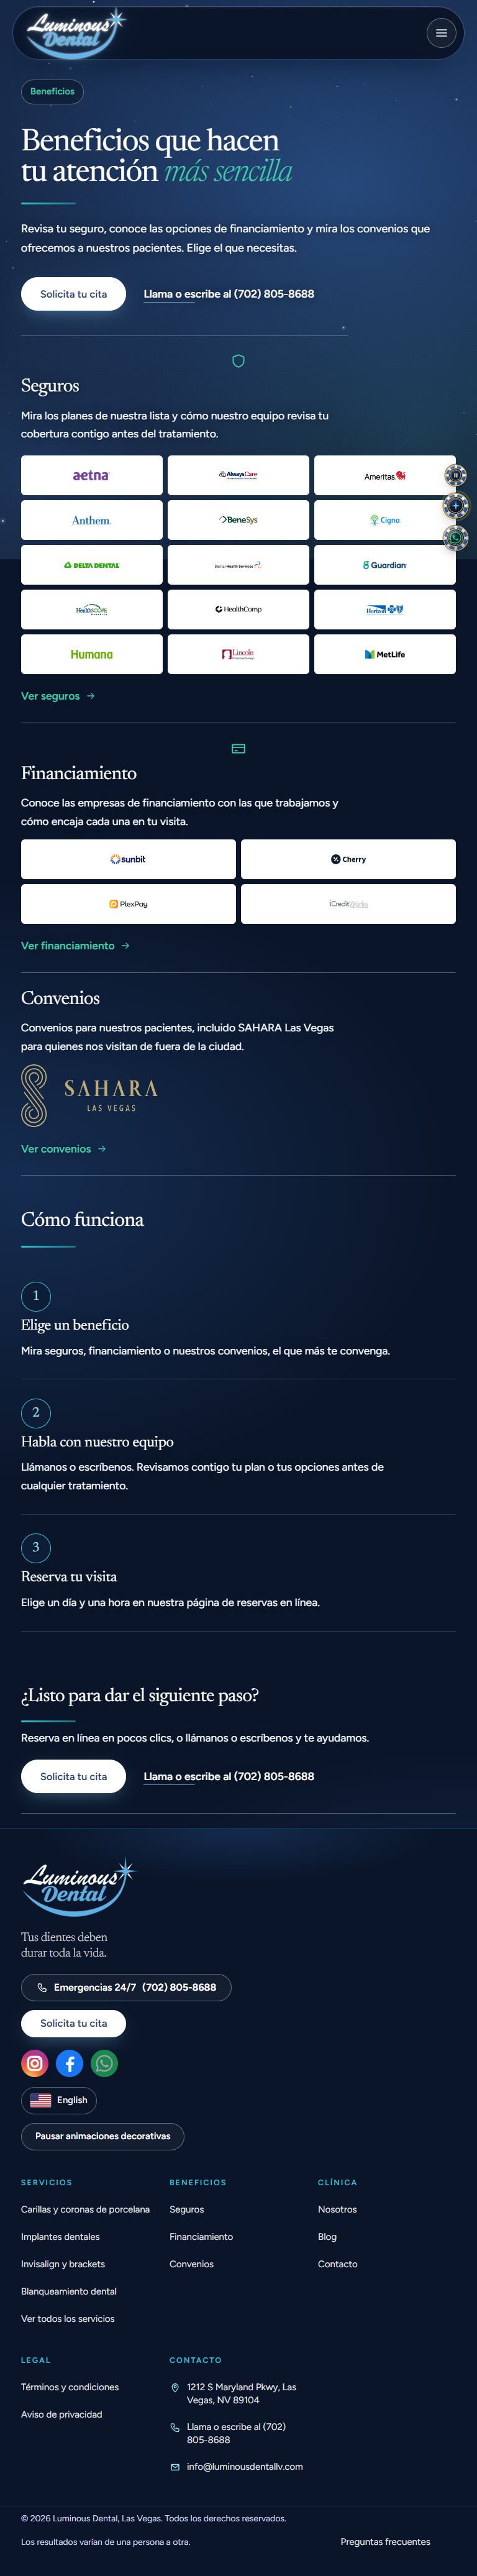 Luminous
Dental
Beneficios
Beneficios que hacen
tu atención más sencilla
Revisa tu seguro, conoce las opciones de financiamiento y mira los convenios que
ofrecemos a nuestros pacientes. Elige el que necesitas.
Solicita tu cita
Llama o escribe al (702) 805-8688
Seguros
Mira los planes de nuestra lista y cómo nuestro equipo revisa tu
cobertura contigo antes del tratamiento.
aetna
AlwaysCare
Ameritas
Anthem
BeneSys
Cigna
DELTA DENTAL
Dental Health Services
Guardian
HealthSCOPE
BENEFITS
HealthComp
Horizon
Humana
Lincoln
Financial Group
MetLife
Ver seguros →
Financiamiento
Conoce las empresas de financiamiento con las que trabajamos y
cómo encaja cada una en tu visita.
sunbit
Cherry
PlexPay
iCreditWorks
Ver financiamiento →
Convenios
Convenios para nuestros pacientes, incluido SAHARA Las Vegas
para quienes nos visitan de fuera de la ciudad.
SAHARA
LAS VEGAS
Ver convenios →
Cómo funciona
1
Elige un beneficio
Mira seguros, financiamiento o nuestros convenios, el que más te convenga.
2
Habla con nuestro equipo
Llámanos o escríbenos. Revisamos contigo tu plan o tus opciones antes de
cualquier tratamiento.
3
Reserva tu visita
Elige un día y una hora en nuestra página de reservas en línea.
¿Listo para dar el siguiente paso?
Reserva en línea en pocos clics, o llámanos o escríbenos y te ayudamos.
Solicita tu cita
Llama o escribe al (702) 805-8688
Luminous
Dental
Tus dientes deben
durar toda la vida.
Emergencias 24/7 (702) 805-8688
Solicita tu cita
English
Pausar animaciones decorativas
SERVICIOS
Carillas y coronas de porcelana
Implantes dentales
Invisalign y brackets
Blanqueamiento dental
Ver todos los servicios
BENEFICIOS
Seguros
Financiamiento
Convenios
CLÍNICA
Nosotros
Blog
Contacto
LEGAL
Términos y condiciones
Aviso de privacidad
CONTACTO
1212 S Maryland Pkwy, Las
Vegas, NV 89104
Llama o escribe al (702)
805-8688
info@luminousdentallv.com
© 2026 Luminous Dental, Las Vegas. Todos los derechos reservados.
Los resultados varían de una persona a otra.
Preguntas frecuentes